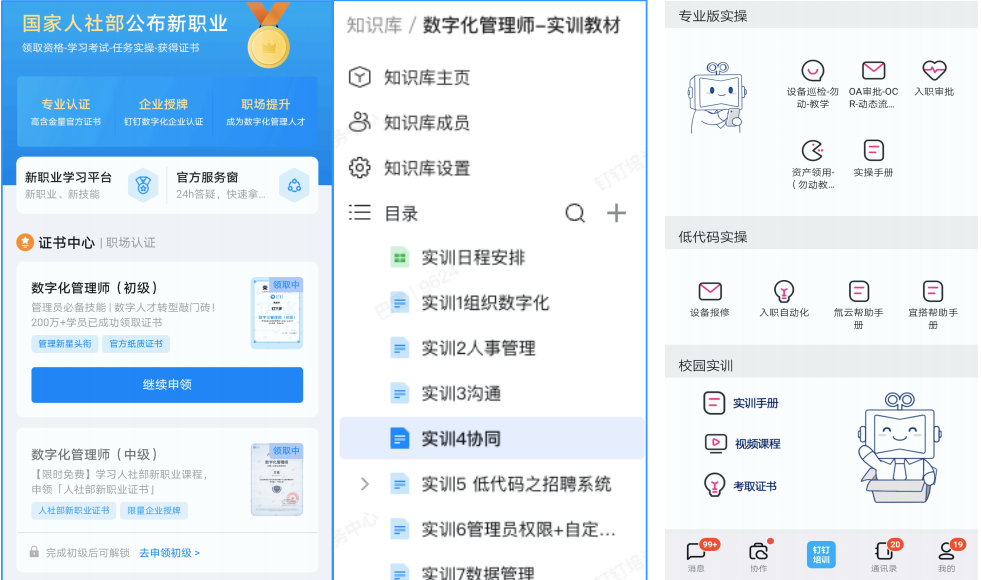 国家人社部公布新职业
领取资格-学习考试-任务实操-获得证书
专业认证
高含金量官方证书
企业授牌
钉钉数字化企业认证
职场提升
成为数字化管理人才
新职业学习平台
新职业、新技能
官方服务窗
24h答疑，快速拿...
证书中心 | 职场认证
数字化管理师（初级）
管理员必备技能 | 数字人才转型敲门砖！
200万+学员已成功领取证书
管理新星头衔
官方纸质证书
领取中
继续申领
数字化管理师（中级）
【限时免费】学习人社部新职业课程，
申领「人社部新职业证书」
人社部新职业证书
限量企业授牌
领取中
完成初级后可解锁 去申领初级 >
知识库 / 数字化管理师-实训教材
知识库主页
知识库成员
知识库设置
目录
实训日程安排
实训1组织数字化
实训2人事管理
实训3沟通
实训4协同
实训5 低代码之招聘系统
实训6管理员权限+自定...
实训7数据管理
专业版实操
设备巡检-勿
动-教学
OA审批-OC
R-动态流...
入职审批
资产领用-
（勿动教...
实操手册
低代码实操
设备报修
入职自动化
氚云帮助手
册
宜搭帮助手
册
校园实训
实训手册
视频课程
考取证书
99+
消息
协作
钉钉
培训
20
通讯录
19
我的